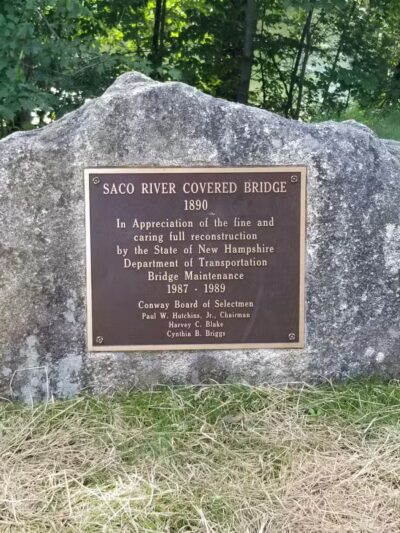 SACO RIVER COVERED BRIDGE
1890
In Appreciation of the fine and
caring full reconstruction
by the State of New Hampshire
Department of Transportation
Bridge Maintenance
1987 - 1989
Conway Board of Selectmen
Paul W. Hutchins, Jr., Chairman
Harvey C. Blake
Cynthia B. Briggs